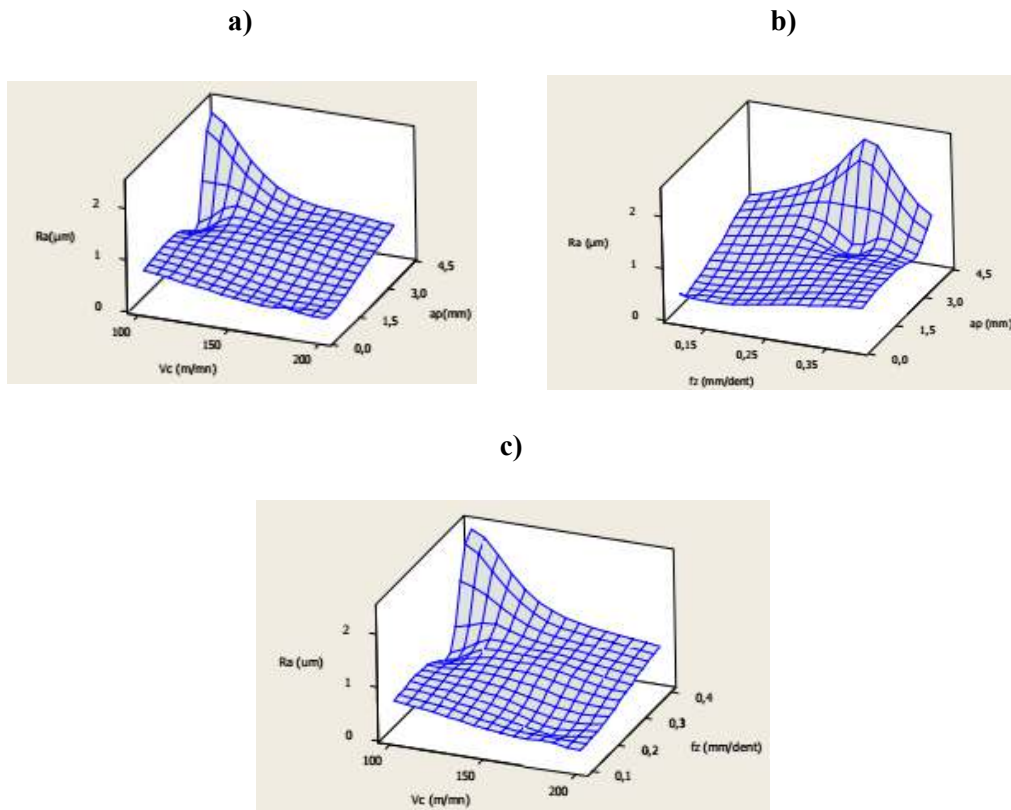 a)
b)
2
Ra(µm)
1
0
100
150
200
Vc (m/mn)
0,0
1,5
3,0
4,5
ap(mm)
2
Ra (µm)
1
0
0,15
0,25
0,35
fz (mm/dent)
0,0
1,5
3,0
4,5
ap (mm)
c)
2
Ra (um)
1
0
100
150
200
Vc (m/mn)
0,1
0,2
0,3
0,4
fz (mm/dent)